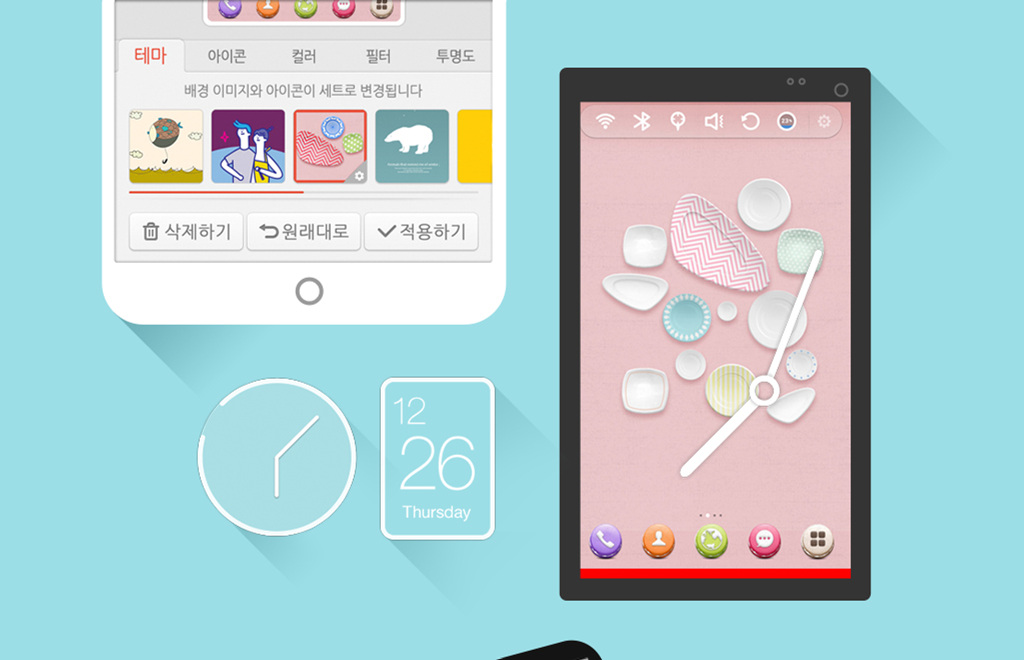 테마 아이콘 컬러 필터 투명도
배경 이미지와 아이콘이 세트로 변경됩니다
삭제하기 원래대로 적용하기
12
26
Thursday